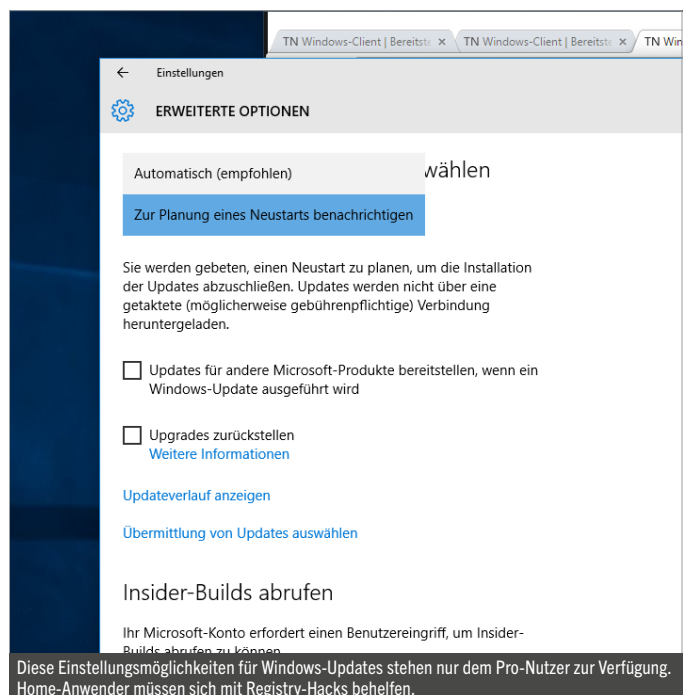 TN Windows-Client | Bereitst
TN Windows-Client | Bereitste
TN Win
Einstellungen
ERWEITERTE OPTIONEN
Automatisch (empfohlen)
wählen
Zur Planung eines Neustarts benachrichtigen
Sie werden gebeten, einen Neustart zu planen, um die Installation
der Updates abzuschließen. Updates werden nicht über eine
getaktete (möglicherweise gebührenpflichtige) Verbindung
heruntergeladen.
Updates für andere Microsoft-Produkte bereitstellen, wenn ein
Windows-Update ausgeführt wird
Upgrades zurückstellen
Weitere Informationen
Updateverlauf anzeigen
Übermittlung von Updates auswählen
Insider-Builds abrufen
Ihr Microsoft-Konto erfordert einen Benutzereingriff, um Insider-
Builds abrufen zu können.
Diese Einstellungsmöglichkeiten für Windows-Updates stehen nur dem Pro-Nutzer zur Verfügung.
Home-Anwender müssen sich mit Registry-Hacks behelfen.